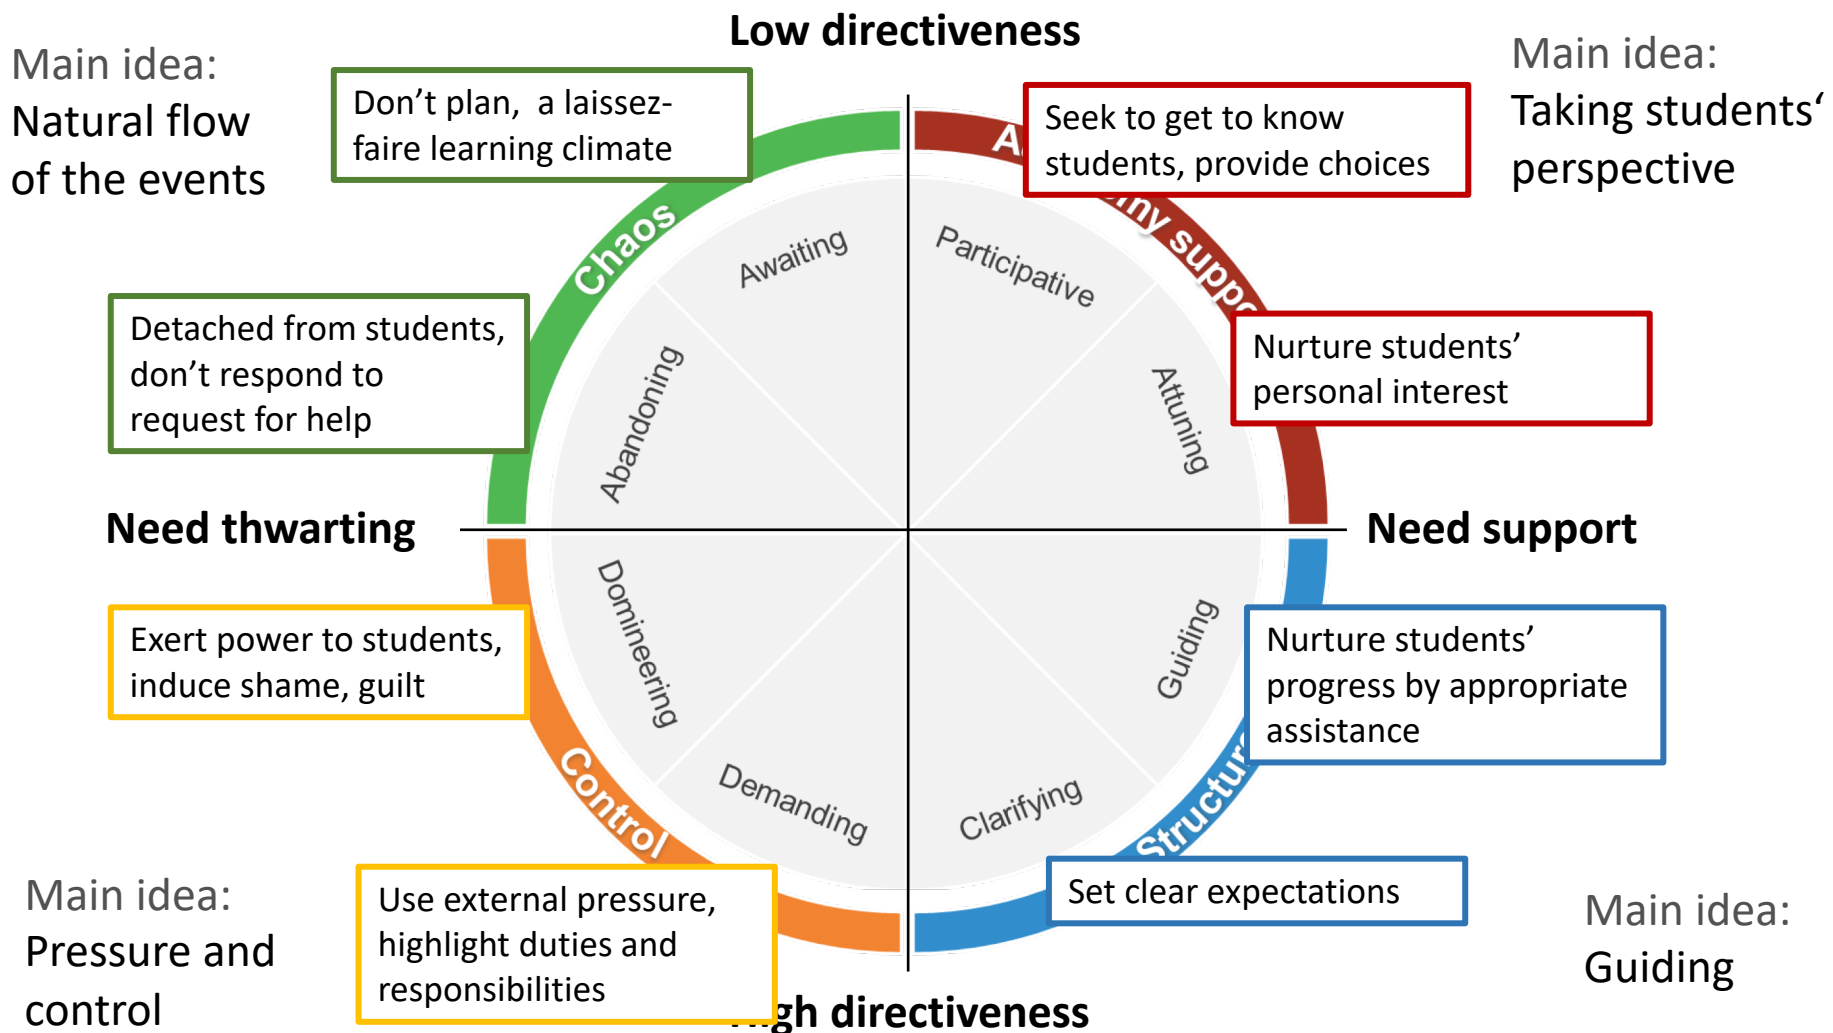 Low directiveness
Main idea:
Natural flow
of the events
Don’t plan,  a laissez-
faire learning climate
Seek to get to know
students, provide choices
Main idea:
Taking students‘
perspective
Chaos
Awaiting
Participative
Detached from students,
don’t respond to
request for help
Abandoning
Attuning
Nurture students’
personal interest
Need thwarting
Need support
Exert power to students,
induce shame, guilt
Domineering
Guiding
Nurture students’
progress by appropriate
assistance
Control
Demanding
Clarifying
Structure
Main idea:
Pressure and
control
Use external pressure,
highlight duties and
responsibilities
Set clear expectations
Main idea:
Guiding
directiveness